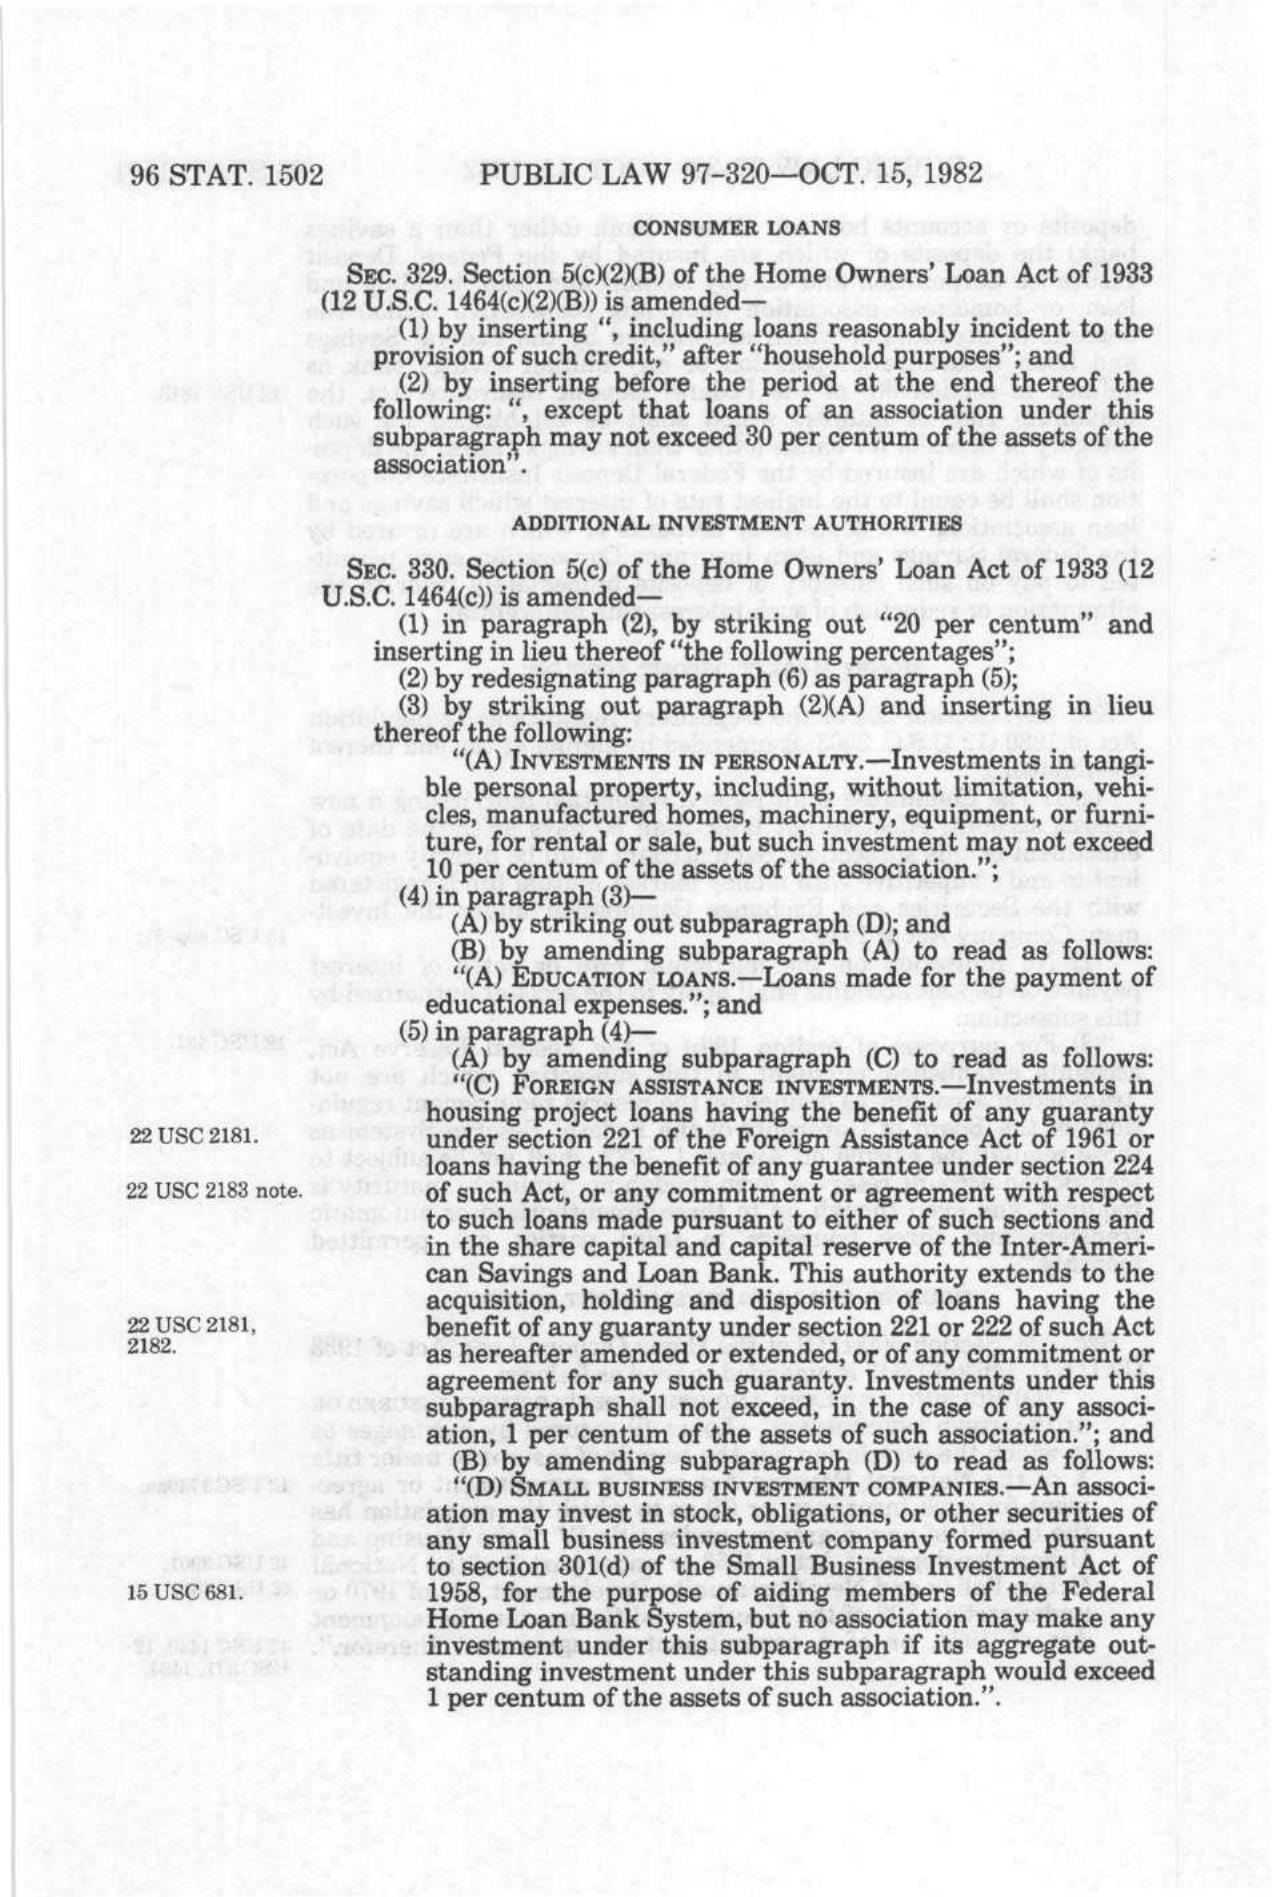 96 STAT. 1502
PUBLIC LAW 97-320—OCT. 15, 1982
CONSUMER LOANS
SEC. 329. Section 5(c)(2)(B) of the Home Owners' Loan Act of 1933
(12 U.S.C. 1464(c)(2)(B)) is amended—
(1) by inserting ", including loans reasonably incident to the
provision of such credit," after "household purposes"; and
(2) by inserting before the period at the end thereof the
following: ", except that loans of an association under this
subparagraph may not exceed 30 per centum of the assets of the
association".
ADDITIONAL INVESTMENT AUTHORITIES
SEC. 330. Section 5(c) of the Home Owners' Loan Act of 1933 (12
U.S.C. 1464(c)) is amended—
(1) in paragraph (2), by striking out "20 per centum" and
inserting in lieu thereof "the following percentages";
(2) by redesignating paragraph (6) as paragraph (5);
(3) by striking out paragraph (2)(A) and inserting in lieu
thereof the following:
"(A) INVESTMENTS IN PERSONALTY.—Investments in tangi-
ble personal property, including, without limitation, vehi-
cles, manufactured homes, machinery, equipment, or furni-
ture, for rental or sale, but such investment may not exceed
10 per centum of the assets of the association.";
(4) in paragraph (3)—
(A) by striking out subparagraph (D); and
(B) by amending subparagraph (A) to read as follows:
"(A) EDUCATION LOANS.—Loans made for the payment of
educational expenses."; and
(5) in paragraph (4)—
(A) by amending subparagraph (C) to read as follows:
"(C) FOREIGN ASSISTANCE INVESTMENTS.—Investments in
housing project loans having the benefit of any guaranty
22 USC 2181.
under section 221 of the Foreign Assistance Act of 1961 or
loans having the benefit of any guarantee under section 224
22 USC 2183 note.
of such Act, or any commitment or agreement with respect
to such loans made pursuant to either of such sections and
in the share capital and capital reserve of the Inter-Ameri-
can Savings and Loan Bank. This authority extends to the
acquisition, holding and disposition of loans having the
22 USC 2181,
2182.
benefit of any guaranty under section 221 or 222 of such Act
as hereafter amended or extended, or of any commitment or
agreement for any such guaranty. Investments under this
subparagraph shall not exceed, in the case of any associ-
ation, 1 per centum of the assets of such association."; and
(B) by amending subparagraph (D) to read as follows:
"(D) SMALL BUSINESS INVESTMENT COMPANIES.—An associ-
ation may invest in stock, obligations, or other securities of
any small business investment company formed pursuant
to section 301(d) of the Small Business Investment Act of
15 USC 681.
1958, for the purpose of aiding members of the Federal
Home Loan Bank System, but no association may make any
investment under this subparagraph if its aggregate out-
standing investment under this subparagraph would exceed
1 per centum of the assets of such association.".